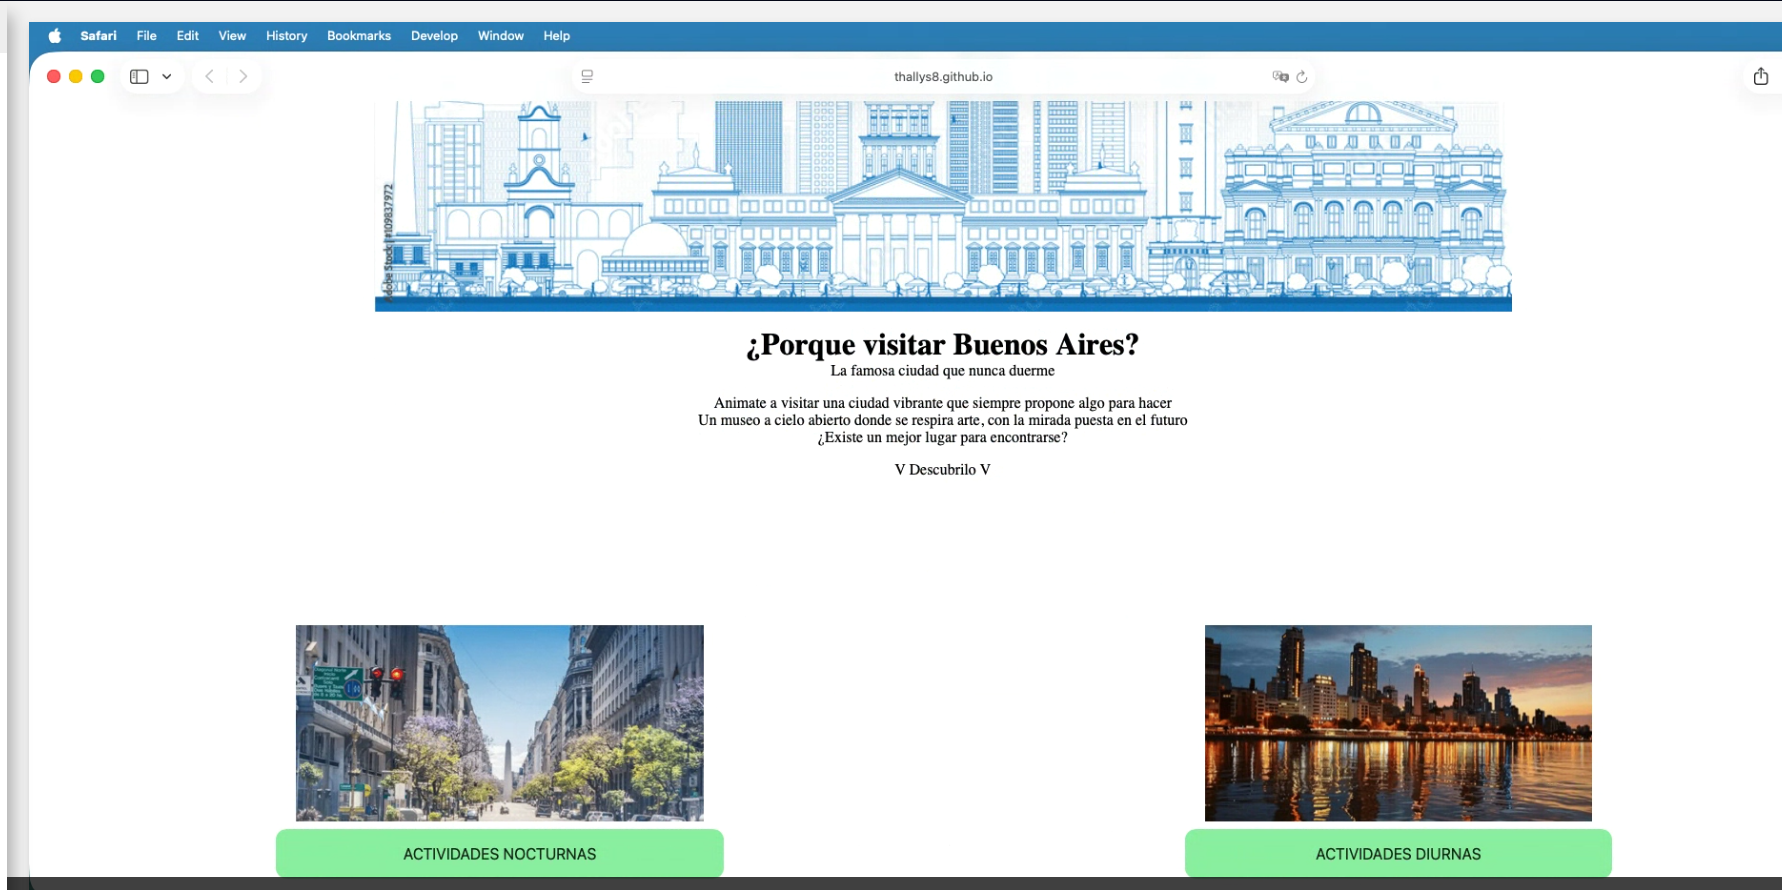 Safari File Edit View History Bookmarks Develop Window Help
thallys8.github.io
Adobe Stock | #109837972
¿Porque visitar Buenos Aires?
La famosa ciudad que nunca duerme
Animate a visitar una ciudad vibrante que siempre propone algo para hacer
Un museo a cielo abierto donde se respira arte, con la mirada puesta en el futuro
¿Existe un mejor lugar para encontrarse?
V Descubrilo V
ACTIVIDADES NOCTURNAS
ACTIVIDADES DIURNAS